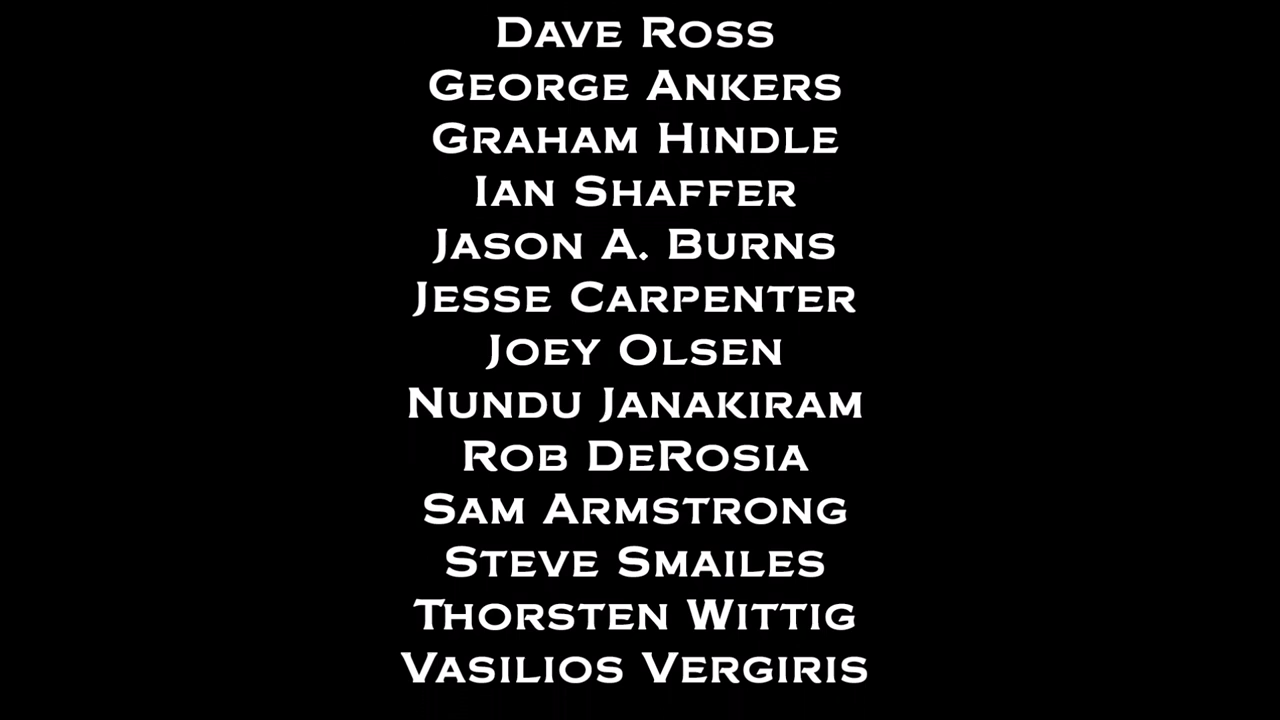 Dave Ross
George Ankers
Graham Hindle
Ian Shaffer
Jason A. Burns
Jesse Carpenter
Joey Olsen
Nundu Janakiram
Rob DeRosia
Sam Armstrong
Steve Smailes
Thorsten Wittig
Vasilios Vergiris